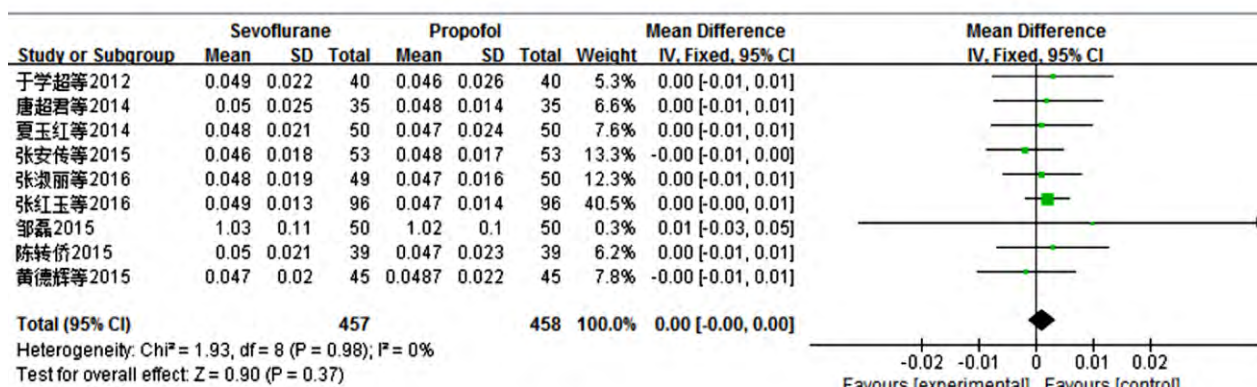 Sevoflurane Propofol Mean Difference Mean Difference
Study or Subgroup Mean SD Total Mean SD Total Weight IV, Fixed, 95% CI IV, Fixed, 95% CI
于学超等2012 0.049 0.022 40 0.046 0.026 40 5.3% 0.00 [-0.01, 0.01]
唐超君等2014 0.05 0.025 35 0.048 0.014 35 6.6% 0.00 [-0.01, 0.01]
夏玉红等2014 0.048 0.021 50 0.047 0.024 50 7.6% 0.00 [-0.01, 0.01]
张安传等2015 0.046 0.018 53 0.048 0.017 53 13.3% -0.00 [-0.01, 0.00]
张淑丽等2016 0.048 0.019 49 0.047 0.016 50 12.3% 0.00 [-0.01, 0.01]
张红玉等2016 0.049 0.013 96 0.047 0.014 96 40.5% 0.00 [-0.00, 0.01]
邹磊2015 1.03 0.11 50 1.02 0.1 50 0.3% 0.01 [-0.03, 0.05]
陈转侨2015 0.05 0.021 39 0.047 0.023 39 6.2% 0.00 [-0.01, 0.01]
黄德辉等2015 0.047 0.02 45 0.0487 0.022 45 7.8% -0.00 [-0.01, 0.01]
Total (95% CI) 457 458 100.0% 0.00 [-0.00, 0.00]
Heterogeneity: Chi² = 1.93, df = 8 (P = 0.98); I² = 0%
Test for overall effect: Z = 0.90 (P = 0.37)
-0.02 -0.01 0 0.01 0.02
Favours [experimental] Favours [control]